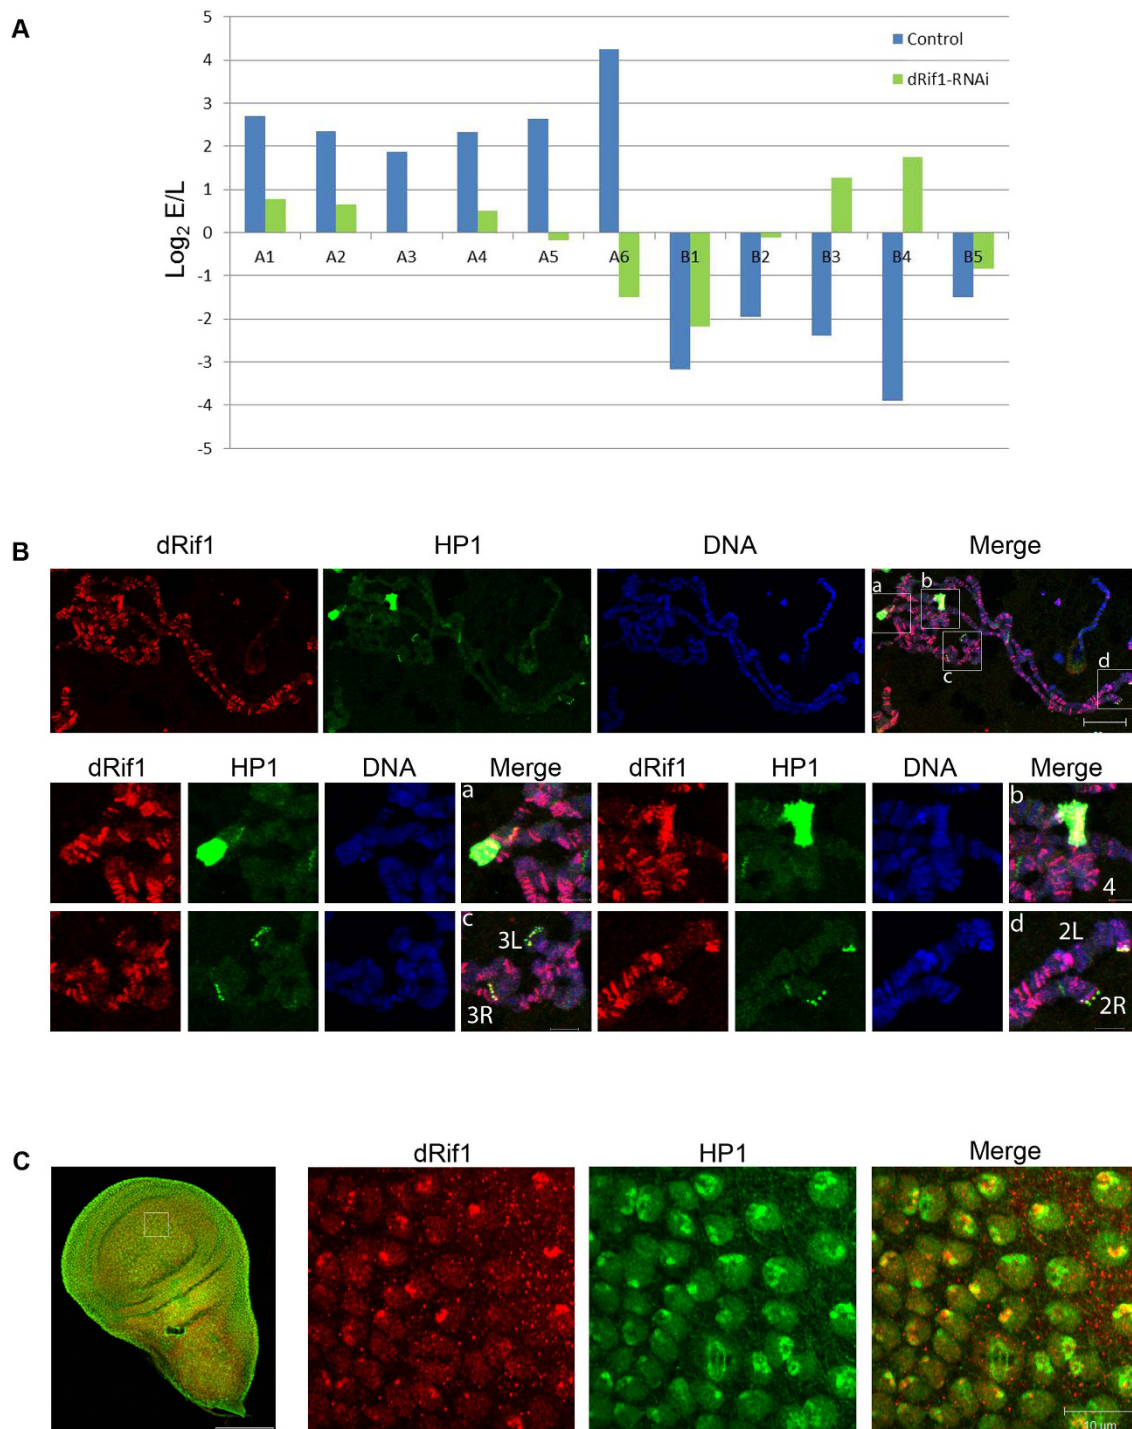 A
5
4
3
2
1
0
-1
-2
-3
-4
-5
Log2 E/L
Control
dRif1-RNAi
A1 A2 A3 A4 A5 A6 B1 B2 B3 B4 B5
B
dRif1 HP1 DNA Merge
a b c d
dRif1 HP1 DNA Merge dRif1 HP1 DNA Merge
a b
4
c d
3L 2L
3R 2R
C
dRif1 HP1 Merge
10 um